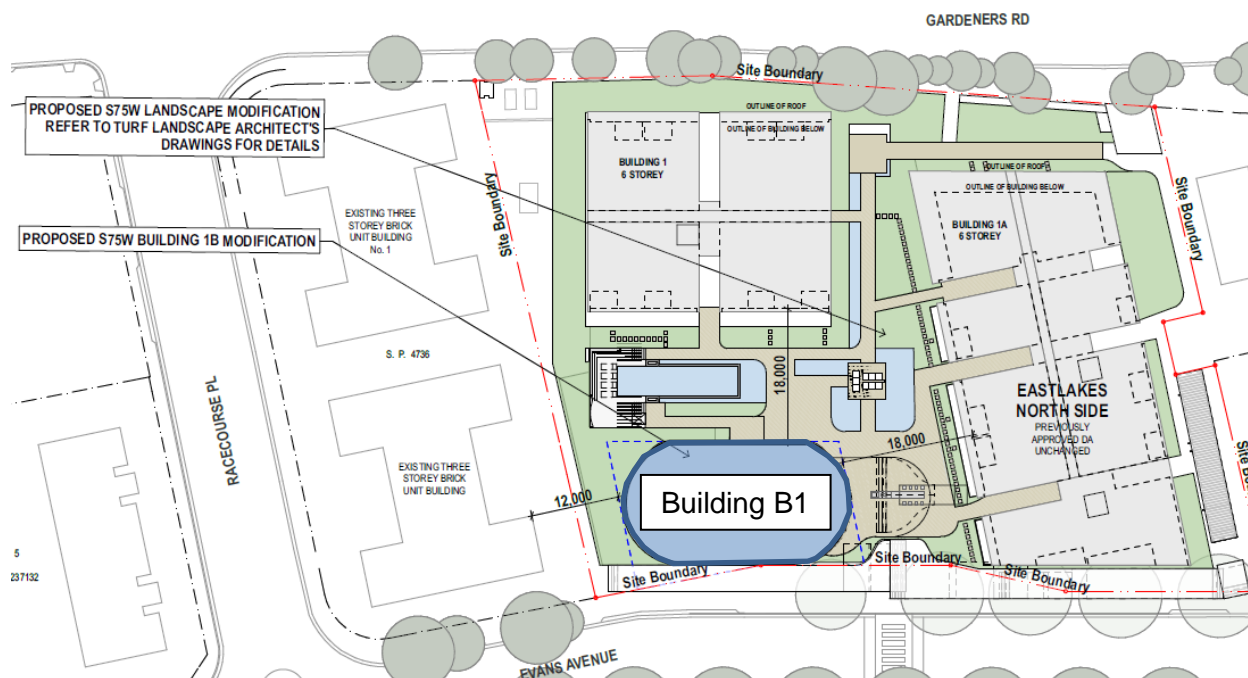 GARDENERS RD
Site Boundary
PROPOSED S75W LANDSCAPE MODIFICATION
REFER TO TURF LANDSCAPE ARCHITECT'S
DRAWINGS FOR DETAILS
OUTLINE OF ROOF
OUTLINE OF BUILDING BELOW
BUILDING 1
6 STOREY
OUTLINE OF ROOF
OUTLINE OF BUILDING BELOW
BUILDING 1A
6 STOREY
Site Boundary
Site Boundary
EXISTING THREE
STOREY BRICK
UNIT BUILDING
No. 1
PROPOSED S75W BUILDING 1B MODIFICATION
S. P. 4736
RACECOURSE PL
18,000
EASTLAKES
NORTH SIDE
PREVIOUSLY
APPROVED DA
UNCHANGED
18,000
EXISTING THREE
STOREY BRICK
UNIT BUILDING
12,000
Building B1
5
237132
Site Boundary
Site Boundary
Site Boundary
EVANS AVENUE